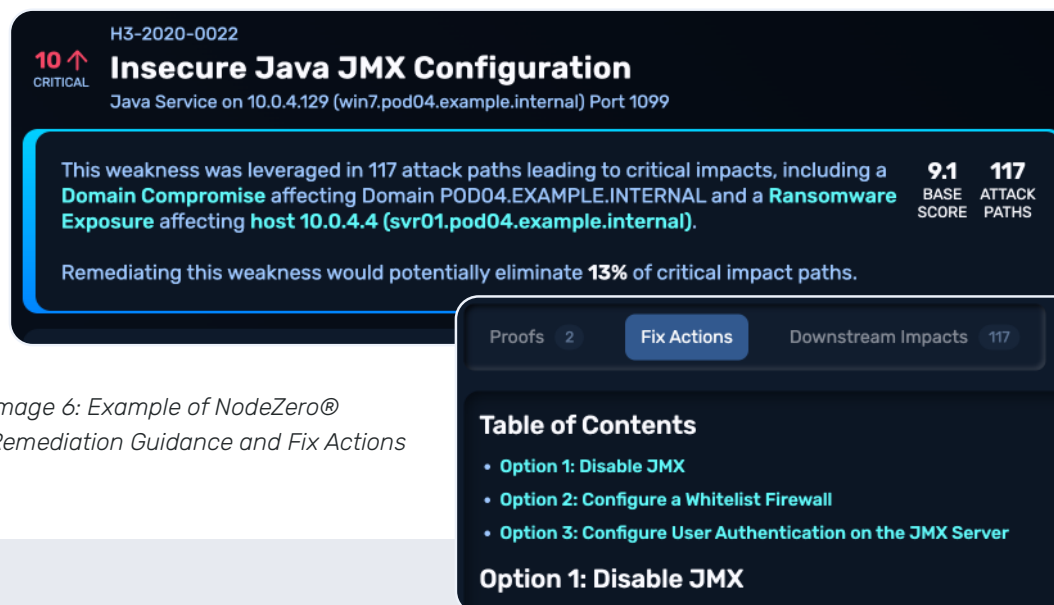 H3-2020-0022
10 ↑
CRITICAL
Insecure Java JMX Configuration
Java Service on 10.0.4.129 (win7.pod04.example.internal) Port 1099
This weakness was leveraged in 117 attack paths leading to critical impacts, including a
Domain Compromise affecting Domain POD04.EXAMPLE.INTERNAL and a Ransomware
Exposure affecting host 10.0.4.4 (svr01.pod04.example.internal).
9.1 117
BASE ATTACK
SCORE PATHS
Remediating this weakness would potentially eliminate 13% of critical impact paths.
Proofs 2 Fix Actions Downstream Impacts 117
mage 6: Example of NodeZero®
Remediation Guidance and Fix Actions
Table of Contents
• Option 1: Disable JMX
• Option 2: Configure a Whitelist Firewall
• Option 3: Configure User Authentication on the JMX Server
Option 1: Disable JMX